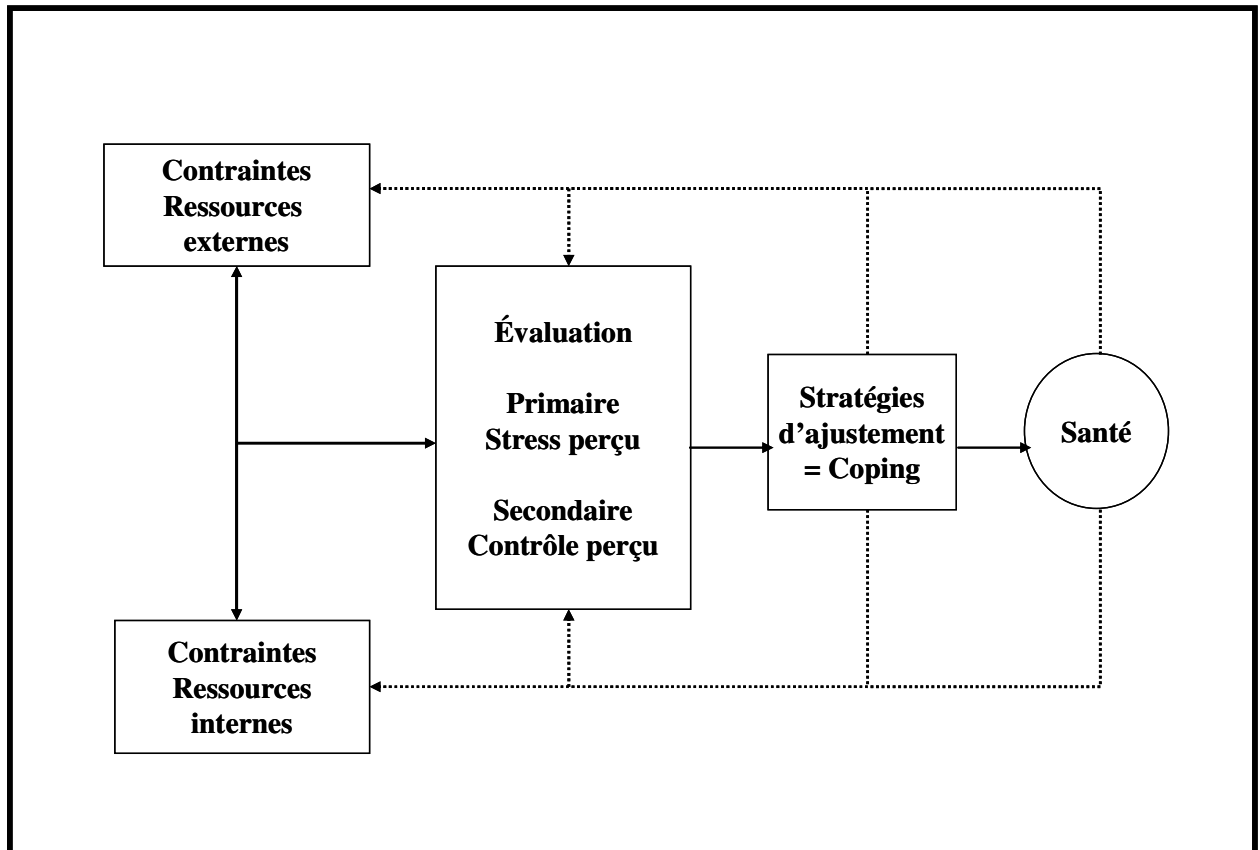 Contraintes
Ressources
externes
Évaluation
Primaire
Stress perçu
Secondaire
Contrôle perçu
Stratégies
d'ajustement
= Coping
Santé
Contraintes
Ressources
internes